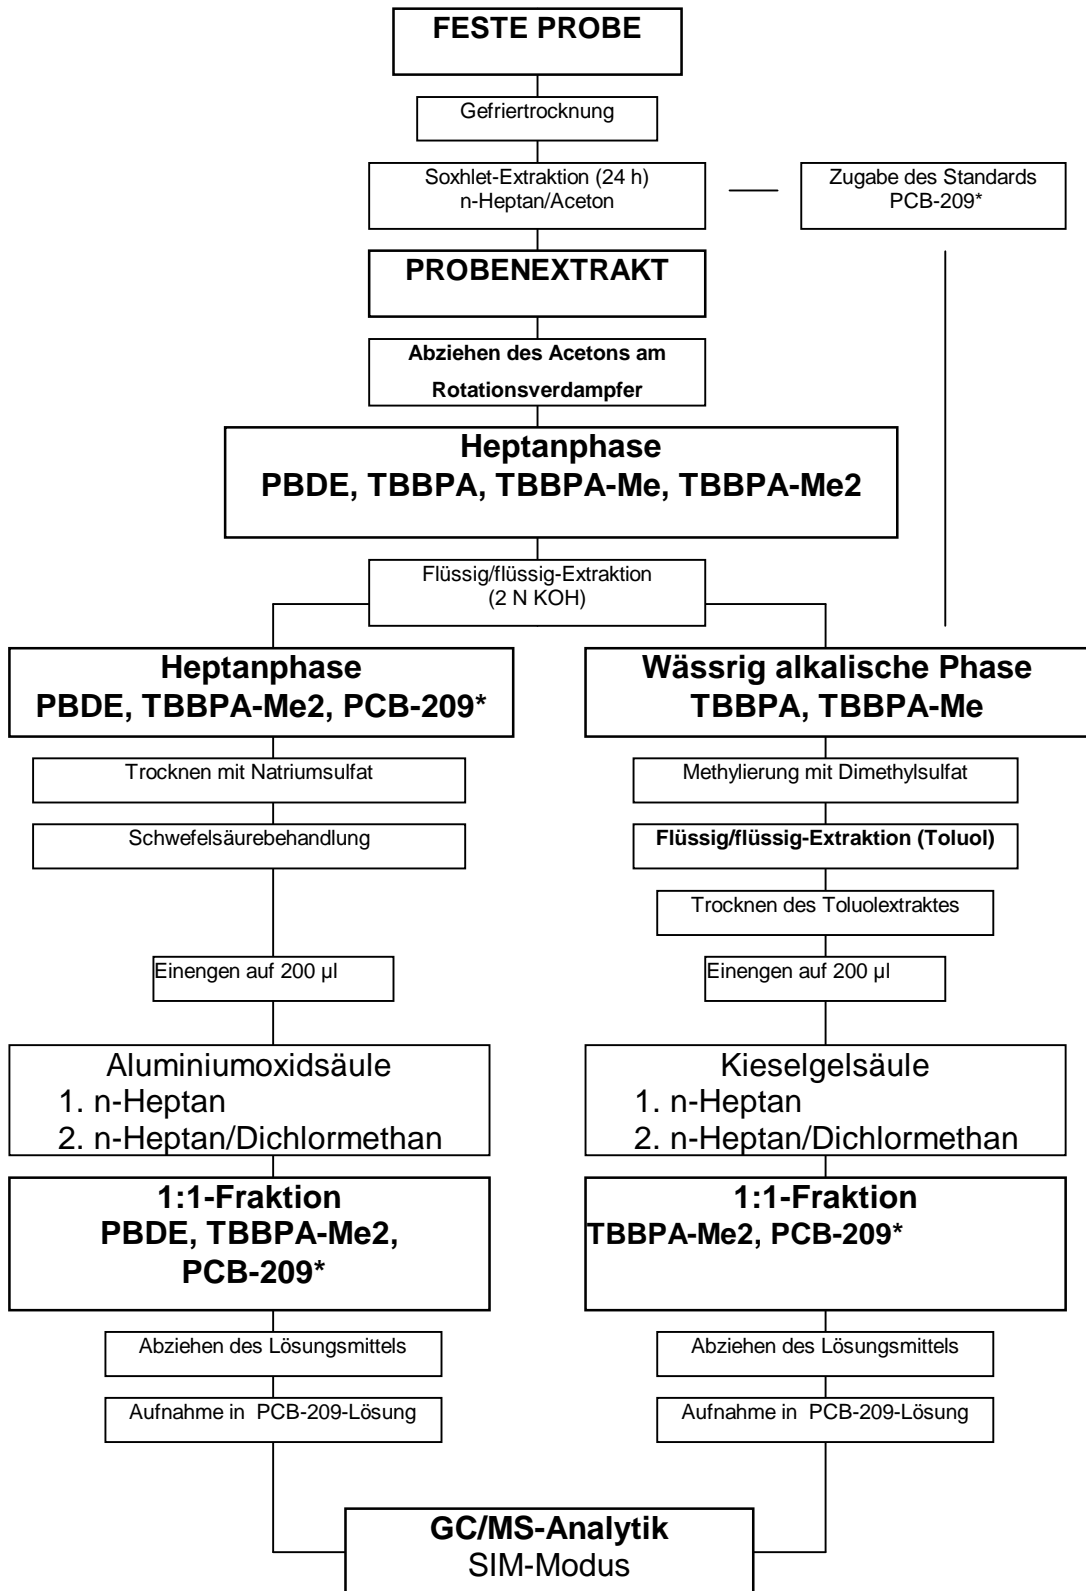 FESTE PROBE
Gefriertrocknung
Soxhlet-Extraktion (24 h)
n-Heptan/Aceton
Zugabe des Standards
PCB-209*
PROBENEXTRAKT
Abziehen des Acetons am
Rotationsverdampfer
Heptanphase
PBDE, TBBPA, TBBPA-Me, TBBPA-Me2
Flüssig/flüssig-Extraktion
(2 N KOH)
Heptanphase
PBDE, TBBPA-Me2, PCB-209*
Wässrig alkalische Phase
TBBPA, TBBPA-Me
Trocknen mit Natriumsulfat
Schwefelsäurebehandlung
Methylierung mit Dimethylsulfat
Flüssig/flüssig-Extraktion (Toluol)
Trocknen des Toluolextraktes
Einengen auf 200 µl
Einengen auf 200 µl
Aluminiumoxidsäule
1. n-Heptan
2. n-Heptan/Dichlormethan
Kieselgelsäule
1. n-Heptan
2. n-Heptan/Dichlormethan
1:1-Fraktion
PBDE, TBBPA-Me2,
PCB-209*
1:1-Fraktion
TBBPA-Me2, PCB-209*
Abziehen des Lösungsmittels
Abziehen des Lösungsmittels
Aufnahme in PCB-209-Lösung
Aufnahme in PCB-209-Lösung
GC/MS-Analytik
SIM-Modus